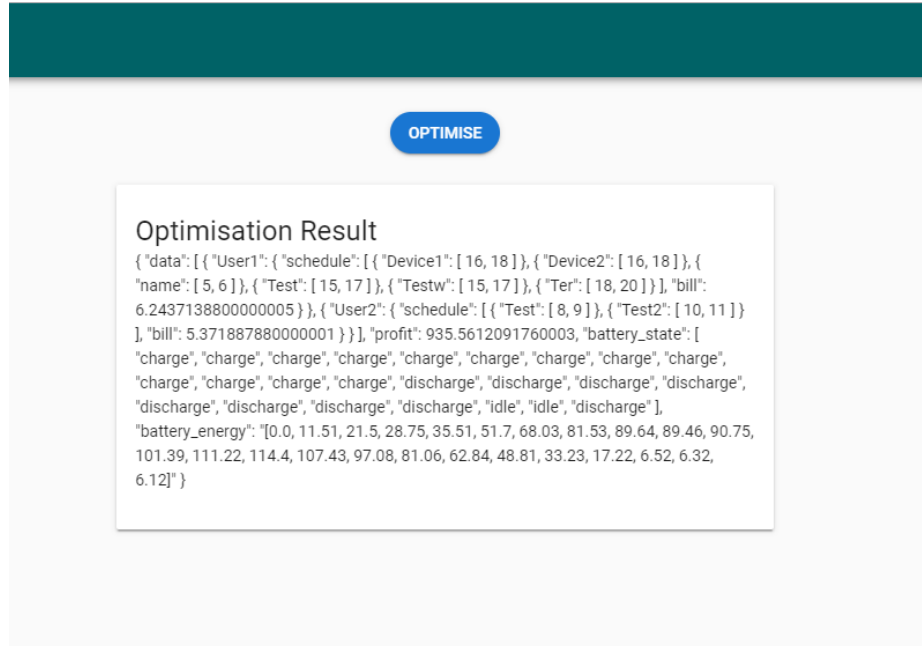 OPTIMISE
Optimisation Result
{ "data": [ { "User1": { "schedule": [ { "Device1": [ 16, 18 ] }, { "Device2": [ 16, 18 ] }, {
"name": [ 5, 6 ] }, { "Test": [ 15, 17 ] }, { "Testw": [ 15, 17 ] }, { "Ter": [ 18, 20 ] } ], "bill":
6.2437138800000005 } }, { "User2": { "schedule": [ { "Test": [ 8, 9 ] }, { "Test2": [ 10, 11 ] }
], "bill": 5.371887880000001 } } ], "profit": 935.5612091760003, "battery_state": [
"charge", "charge", "charge", "charge", "charge", "charge", "charge", "charge", "charge",
"charge", "charge", "charge", "charge", "discharge", "discharge", "discharge", "discharge",
"discharge", "discharge", "discharge", "discharge", "idle", "idle", "discharge" ],
"battery_energy": "[0.0, 11.51, 21.5, 28.75, 35.51, 51.7, 68.03, 81.53, 89.64, 89.46, 90.75,
101.39, 111.22, 114.4, 107.43, 97.08, 81.06, 62.84, 48.81, 33.23, 17.22, 6.52, 6.32,
6.12]" }